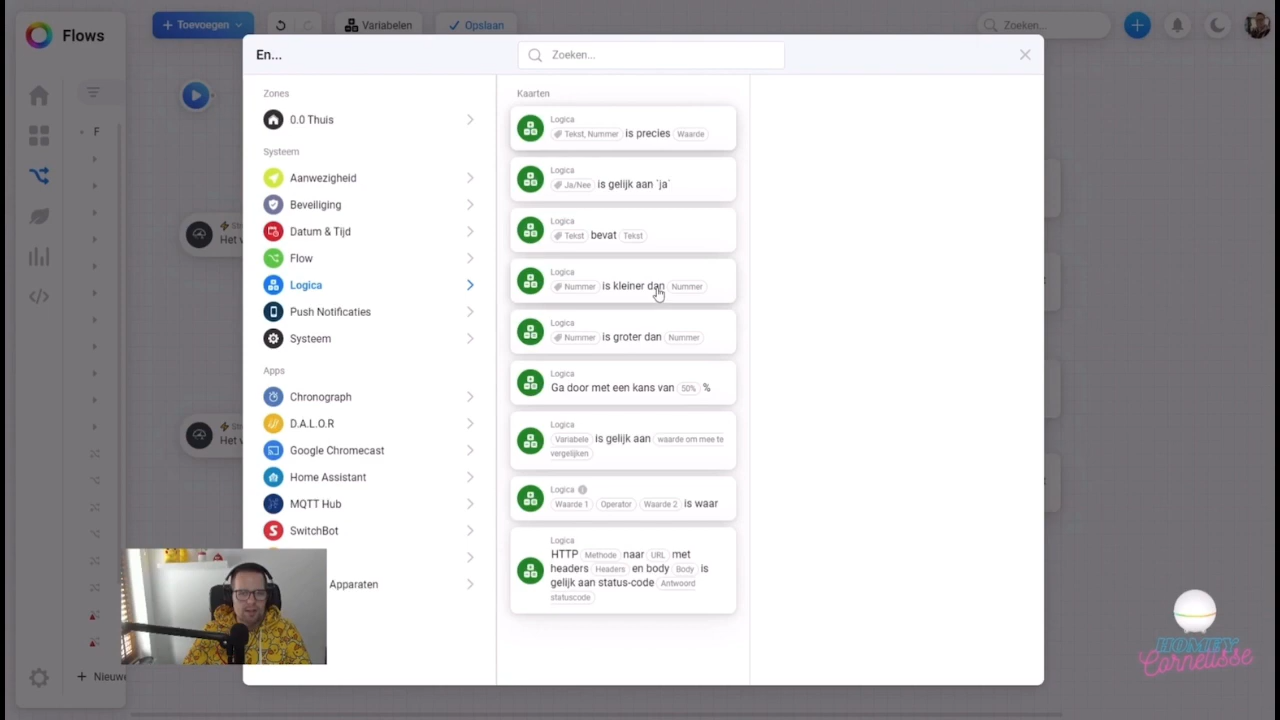 Flows
Toevoegen
Variabelen
Opslaan
Zoeken...
En...
Zoeken...
Zones
0.0 Thuis
Systeem
Aanwezigheid
Beveiliging
Datum & Tijd
Flow
Logica
Push Notificaties
Systeem
Apps
Chronograph
D.A.L.O.R
Google Chromecast
Home Assistant
MQTT Hub
SwitchBot
Apparaten
Kaarten
Logica
Tekst, Nummer is precies Waarde
Logica
Ja/Nee is gelijk aan `ja`
Logica
Tekst bevat Tekst
Logica
Nummer is kleiner dan Nummer
Logica
Nummer is groter dan Nummer
Logica
Ga door met een kans van 50% %
Logica
Variabele is gelijk aan waarde om mee te
vergelijken
Logica
Waarde 1 Operator Waarde 2 is waar
Logica
HTTP Methode naar URL met
headers Headers en body Body is
gelijk aan status-code Antwoord
statuscode
F
Het v
Het v
Nieuwe
HOMEY
Cornelisse